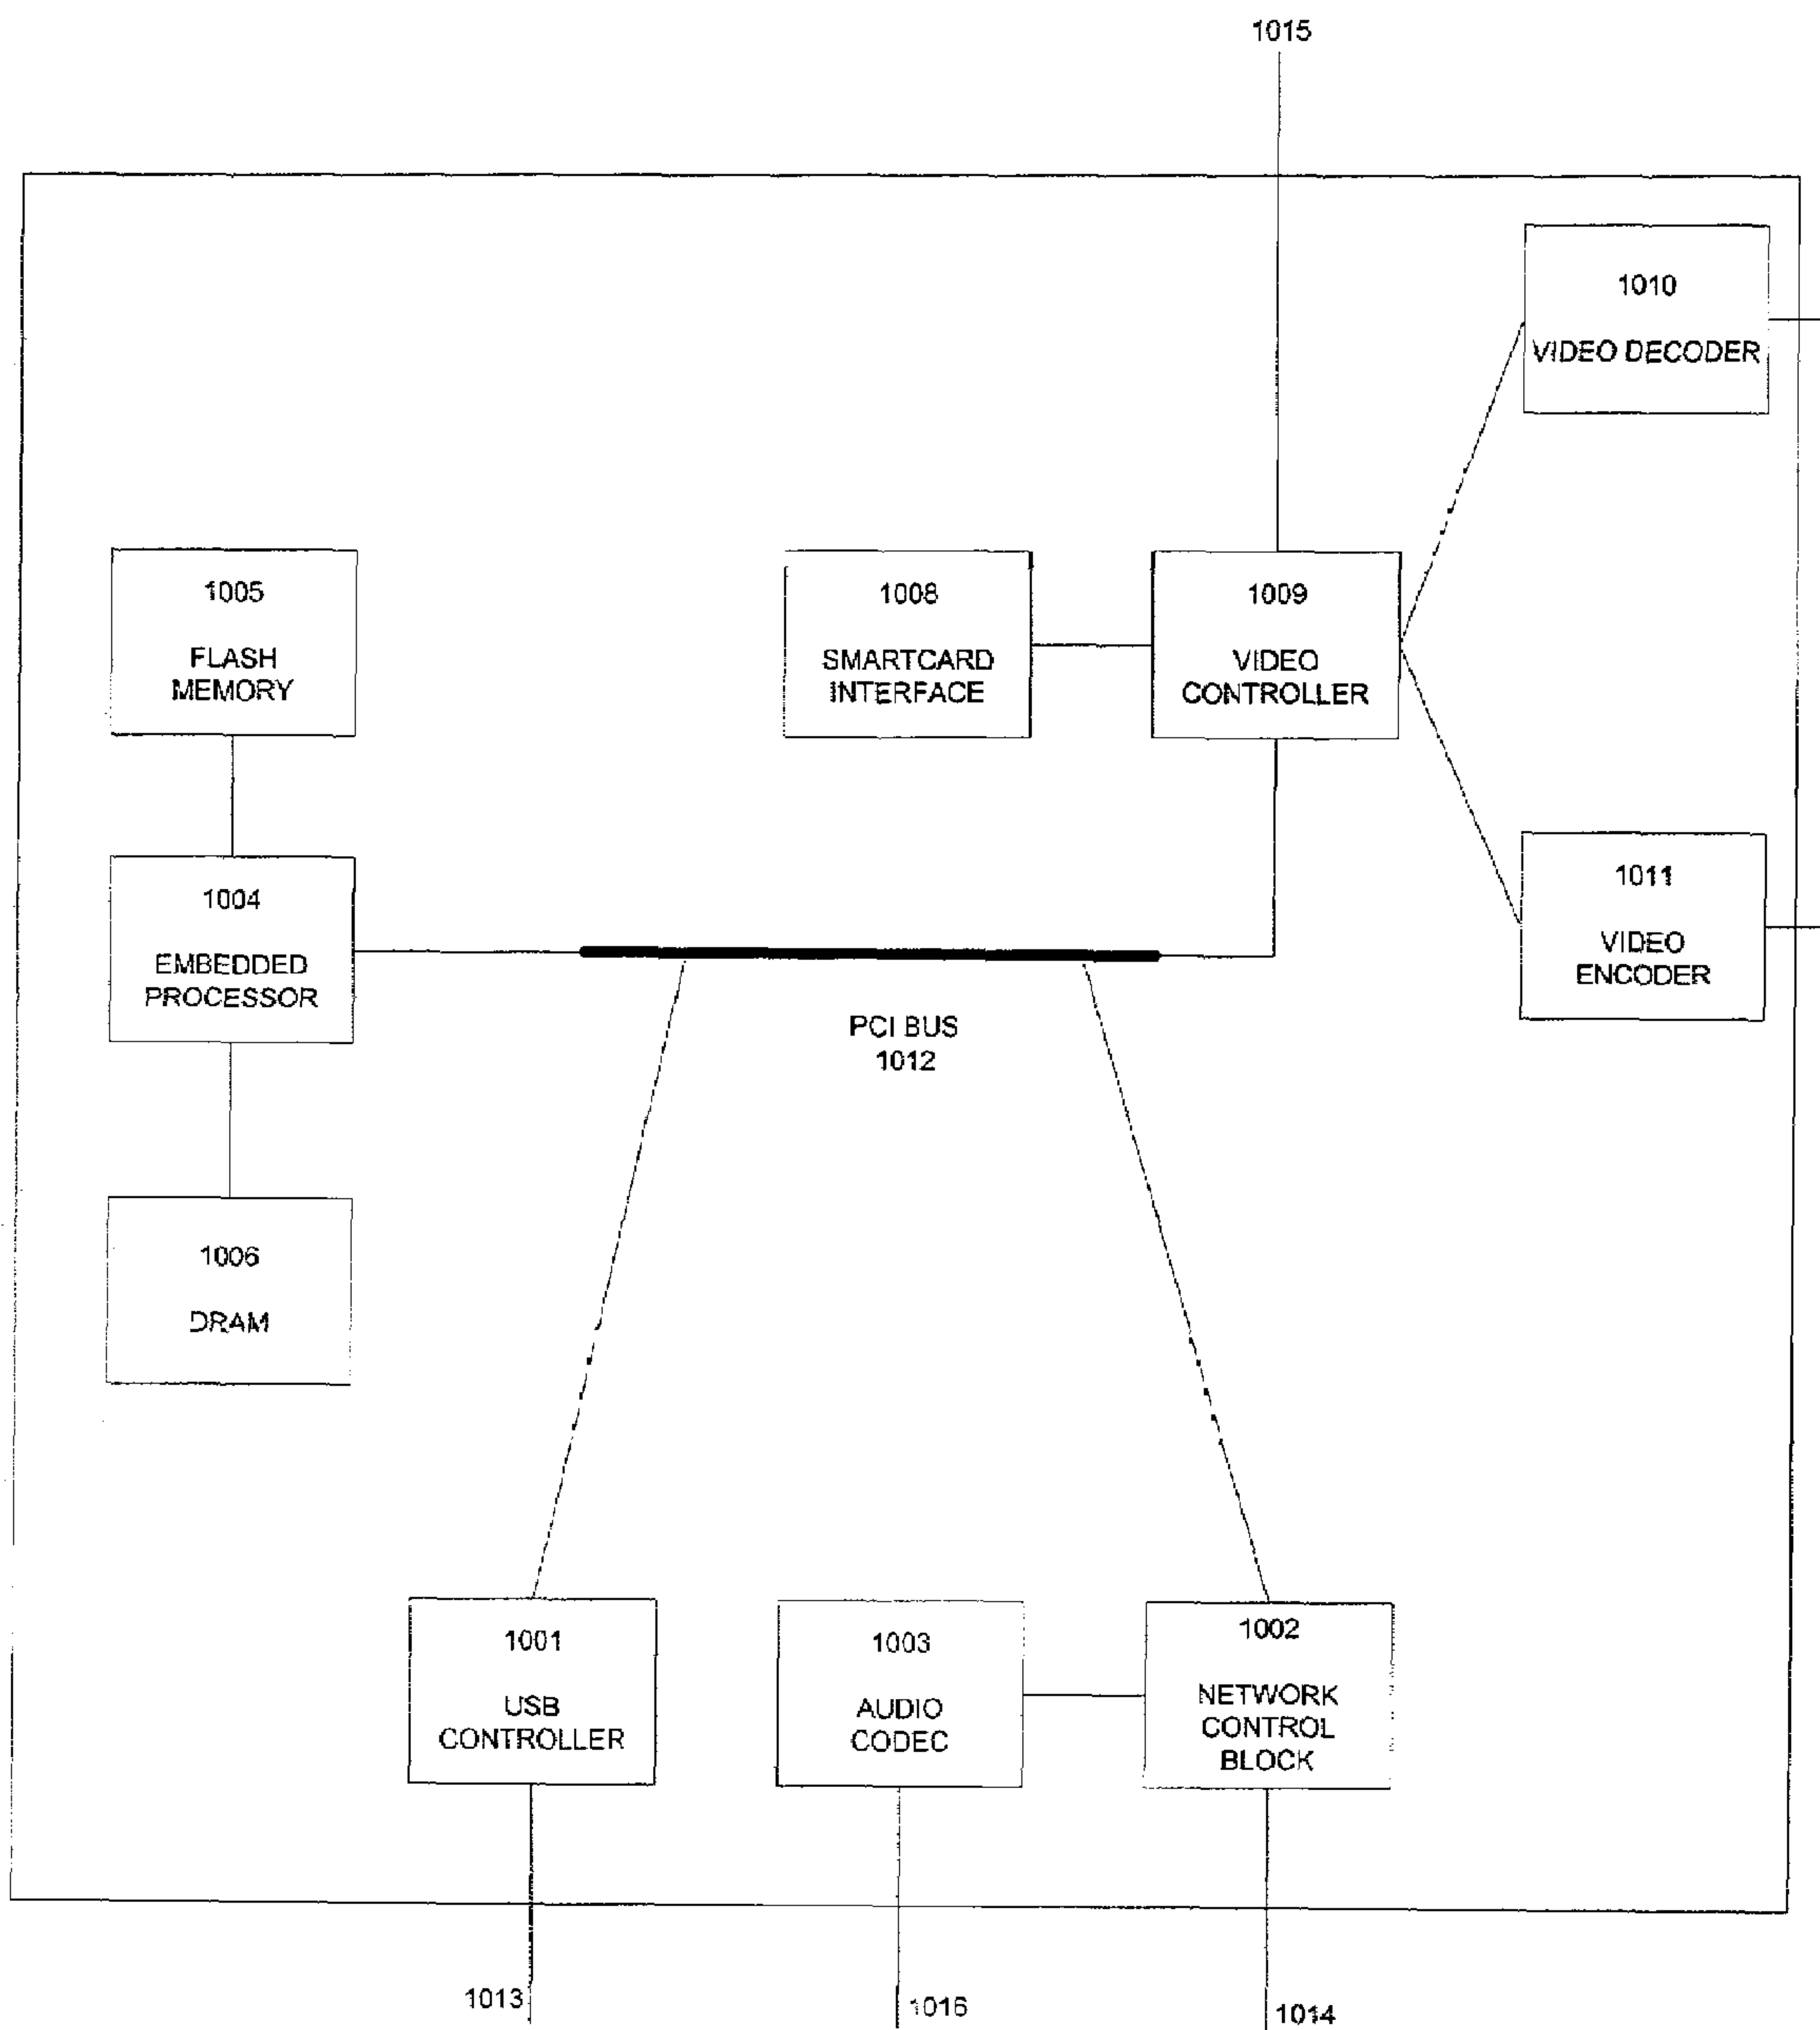 1015
1010
VIDEO DECODER
1005
FLASH
MEMORY
1008
SMARTCARD
INTERFACE
1009
VIDEO
CONTROLLER
1004
EMBEDDED
PROCESSOR
1011
VIDEO
ENCODER
PCI BUS
1012
1006
DRAM
1001
USB
CONTROLLER
1003
AUDIO
CODEC
1002
NETWORK
CONTROL
BLOCK
1013
1016
1014